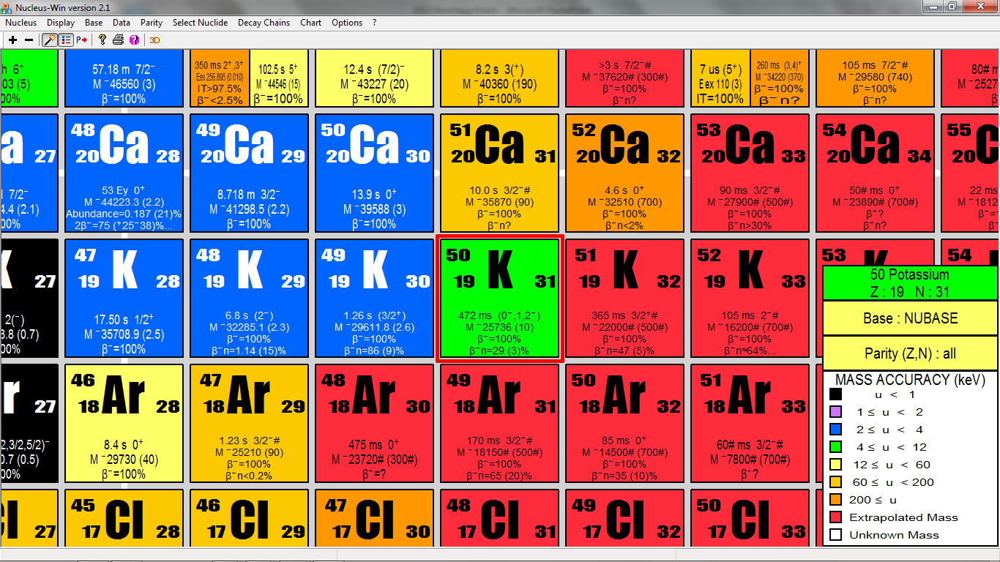 Nucleus-Win version 2.1
Nucleus Display Base Data Parity Select Nuclide Decay Chains Chart Options ?
+ − P ? ? 3D
h 6⁺
03 (5)
00%
57.18 m 7/2⁻
M ⁻46560 (3)
β⁻=100%
350 ms 2⁺,3⁺
Eex 256.895 (0.010)
IT>97.5%
β⁻<2.5%
102.5 s 5⁺
M ⁻44546 (15)
β⁻=100%
12.4 s (7/2)⁻
M ⁻43227 (20)
β⁻=100%
8.2 s 3(⁺)
M ⁻40360 (190)
β⁻=100%
>3 s 7/2⁻#
M ⁻37620# (300#)
β⁻=100%
β⁻n?
7 us (5⁺)
E ex 110 (3)
IT=100%
260 ms (3,4)⁺
M ⁻34220 (370)
β⁻=100%
β⁻n?
105 ms 7/2⁻#
M ⁻29580 (740)
β⁻=100%
β⁻n?
80# m
M ⁻2527
β⁻
a 27
1 7/2⁻
4.4 (2.1)
00%
48 Ca
20 28
53 Ey 0⁺
M ⁻44223.3 (2.2)
Abundance=0.187 (21)%
2β⁻=75 (⁺25⁻38)%...
49 Ca
20 29
8.718 m 3/2⁻
M ⁻41298.5 (2.2)
β⁻=100%
50 Ca
20 30
13.9 s 0⁺
M ⁻39588 (3)
β⁻=100%
51 Ca
20 31
10.0 s 3/2⁻#
M ⁻35870 (90)
β⁻=100%
β⁻n?
52 Ca
20 32
4.6 s 0⁺
M ⁻32510 (700)
β⁻=100%
β⁻n<2%
53 Ca
20 33
90 ms 3/2⁻#
M ⁻27900# (500#)
β⁻=100%
β⁻n>30%
54 Ca
20 34
50# ms 0⁺
M ⁻23890# (700#)
β⁻?
β⁻n?
55 C
20
22 ms
M ⁻1812
β⁻=
β⁻
K 27
2(⁻)
3.8 (0.7)
00%
47 K
19 28
17.50 s 1/2⁺
M ⁻35708.9 (2.5)
β⁻=100%
48 K
19 29
6.8 s (2⁻)
M ⁻32285.1 (2.3)
β⁻=100%
β⁻n=1.14 (15)%
49 K
19 30
1.26 s (3/2⁺)
M ⁻29611.8 (2.6)
β⁻=100%
β⁻n=86 (9)%
50 K
19 31
472 ms (0⁻,1,2⁻)
M ⁻25736 (10)
β⁻=100%
β⁻n=29 (3)%
51 K
19 32
365 ms 3/2⁺#
M ⁻22000# (500#)
β⁻=100%
β⁻n=47 (5)%
52 K
19 33
105 ms 2⁻#
M ⁻16200# (700#)
β⁻=100%
β⁻n≈64%...
53 K
54
50 Potassium
Z : 19 N : 31
Base : NUBASE
Parity (Z,N) : all
MASS ACCURACY (keV)
u < 1
1 ≤ u < 2
2 ≤ u < 4
4 ≤ u < 12
12 ≤ u < 60
60 ≤ u < 200
200 ≤ u
Extrapolated Mass
Unknown Mass
r 27
2,3/2,5/2)⁻
0.7 (0.5)
00%
46 Ar
18 28
8.4 s 0⁺
M ⁻29730 (40)
β⁻=100%
47 Ar
18 29
1.23 s 3/2⁻#
M ⁻25210 (90)
β⁻=100%
β⁻n<0.2%
48 Ar
18 30
475 ms 0⁺
M ⁻23720# (300#)
β⁻=?
49 Ar
18 31
170 ms 3/2⁻#
M ⁻18150# (500#)
β⁻=100%
β⁻n=65 (20)%
50 Ar
18 32
85 ms 0⁺
M ⁻14500# (700#)
β⁻=100%
β⁻n=35 (10)%
51 Ar
18 33
60# ms 3/2⁻#
M ⁻7800# (700#)
β⁻?
Cl 27
45 Cl
17 28
46 Cl
17 29
47 Cl
17 30
48 Cl
17 31
49 Cl
17 32
50 Cl
17 33